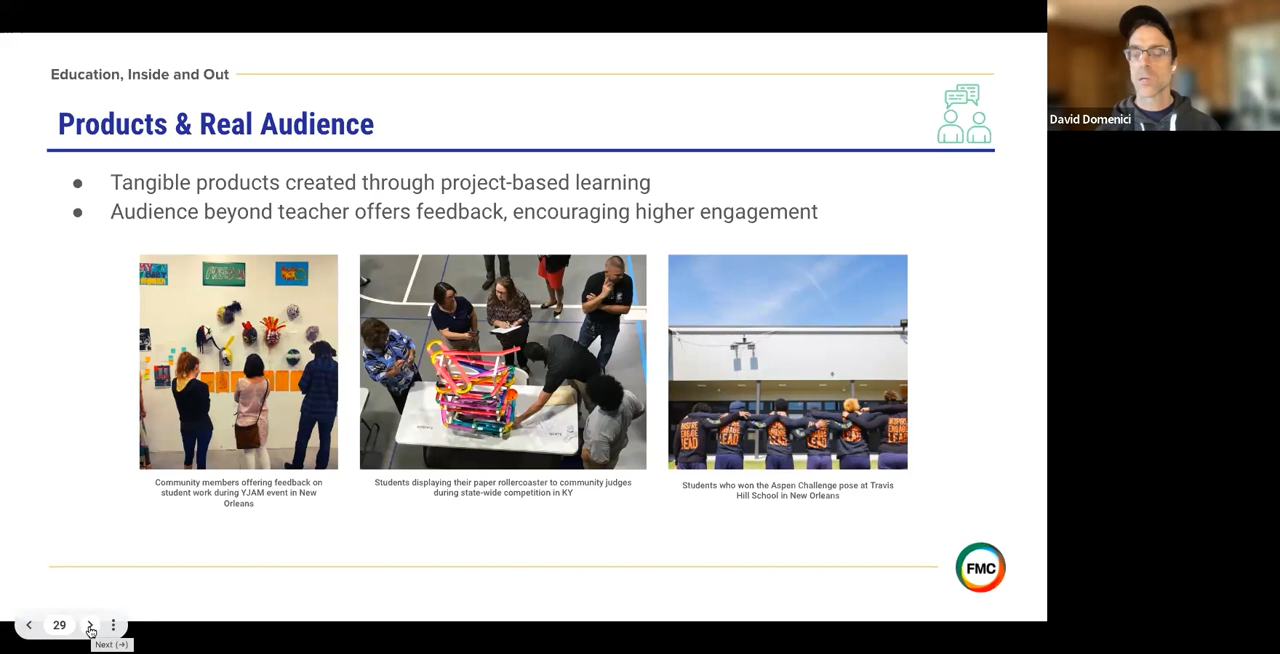 Education, Inside and Out
Products & Real Audience
● Tangible products created through project-based learning
● Audience beyond teacher offers feedback, encouraging higher engagement
INSPIRE
ENGAGE
LEAD
Community members offering feedback on
student work during YJAM event in New
Orleans
Students displaying their paper rollercoaster to community judges
during state-wide competition in KY
Students who won the Aspen Challenge pose at Travis
Hill School in New Orleans
FMC
29
Next (→)
David Domenici